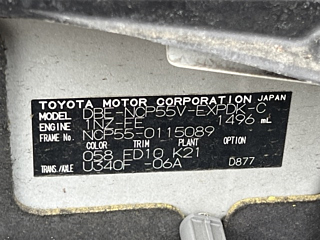 TOYOTA MOTOR CORPORATION JAPAN
MODEL DBE-NCP55V-EXPDK-C
ENGINE 1NZ-FE 1496 mL
FRAME No. NCP55-0115089
COLOR TRIM PLANT OPTION
058 FD10 K21
TRANS./AXLE U340F -06A D877